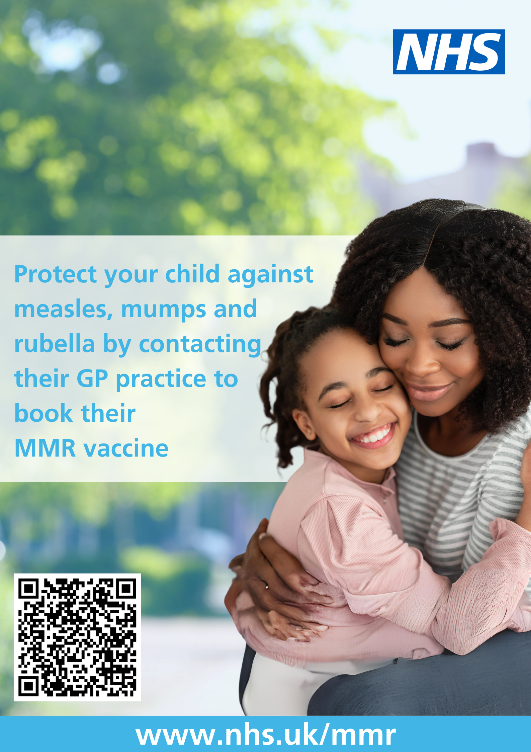 NHS
Protect your child against
measles, mumps and
rubella by contacting
their GP practice to
book their
MMR vaccine
www.nhs.uk/mmr